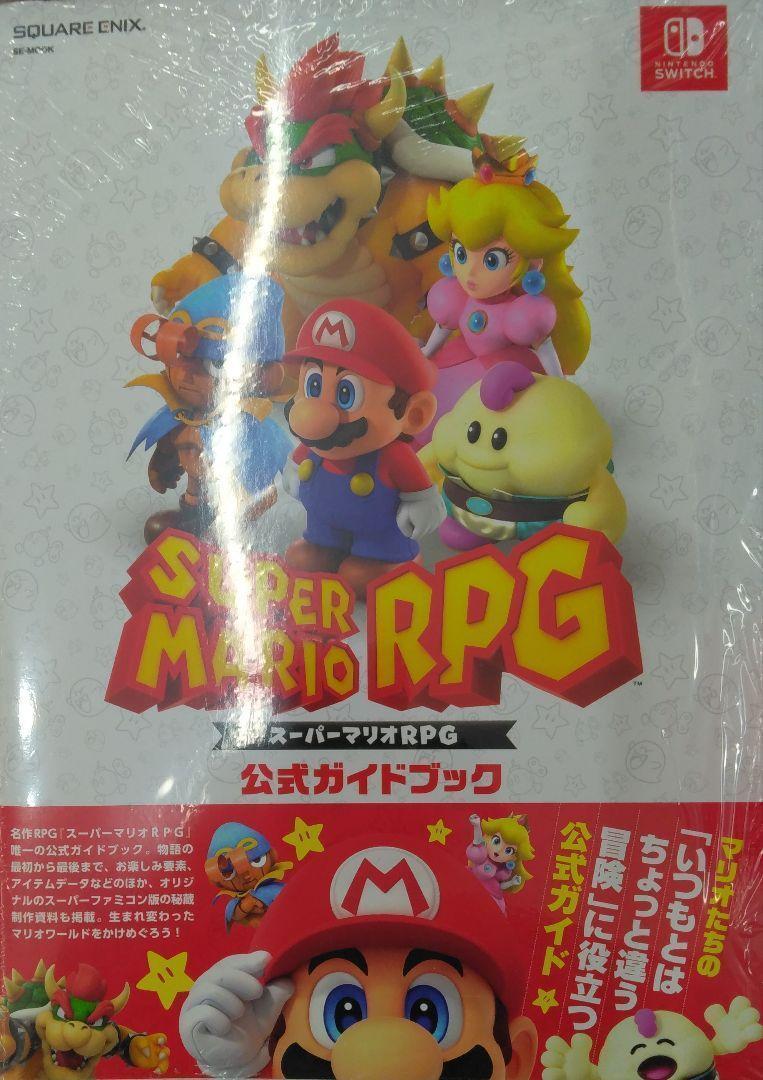 SQUARE ENIX®
SE-MOOK
NINTENDO
SWITCH™
M
SUPER
MARIO RPG™
スーパーマリオRPG
公式ガイドブック
名作RPG『スーパーマリオRPG』
唯一の公式ガイドブック。物語の
最初から最後まで、お楽しみ要素、
アイテムデータなどのほか、オリジ
ナルのスーパーファミコン版の秘蔵
制作資料も掲載。生まれ変わった
マリオワールドをかけめぐろう！
M
マリオたちの
「いつもとは
ちょっと違う
冒険」に役立つ
公式ガイド